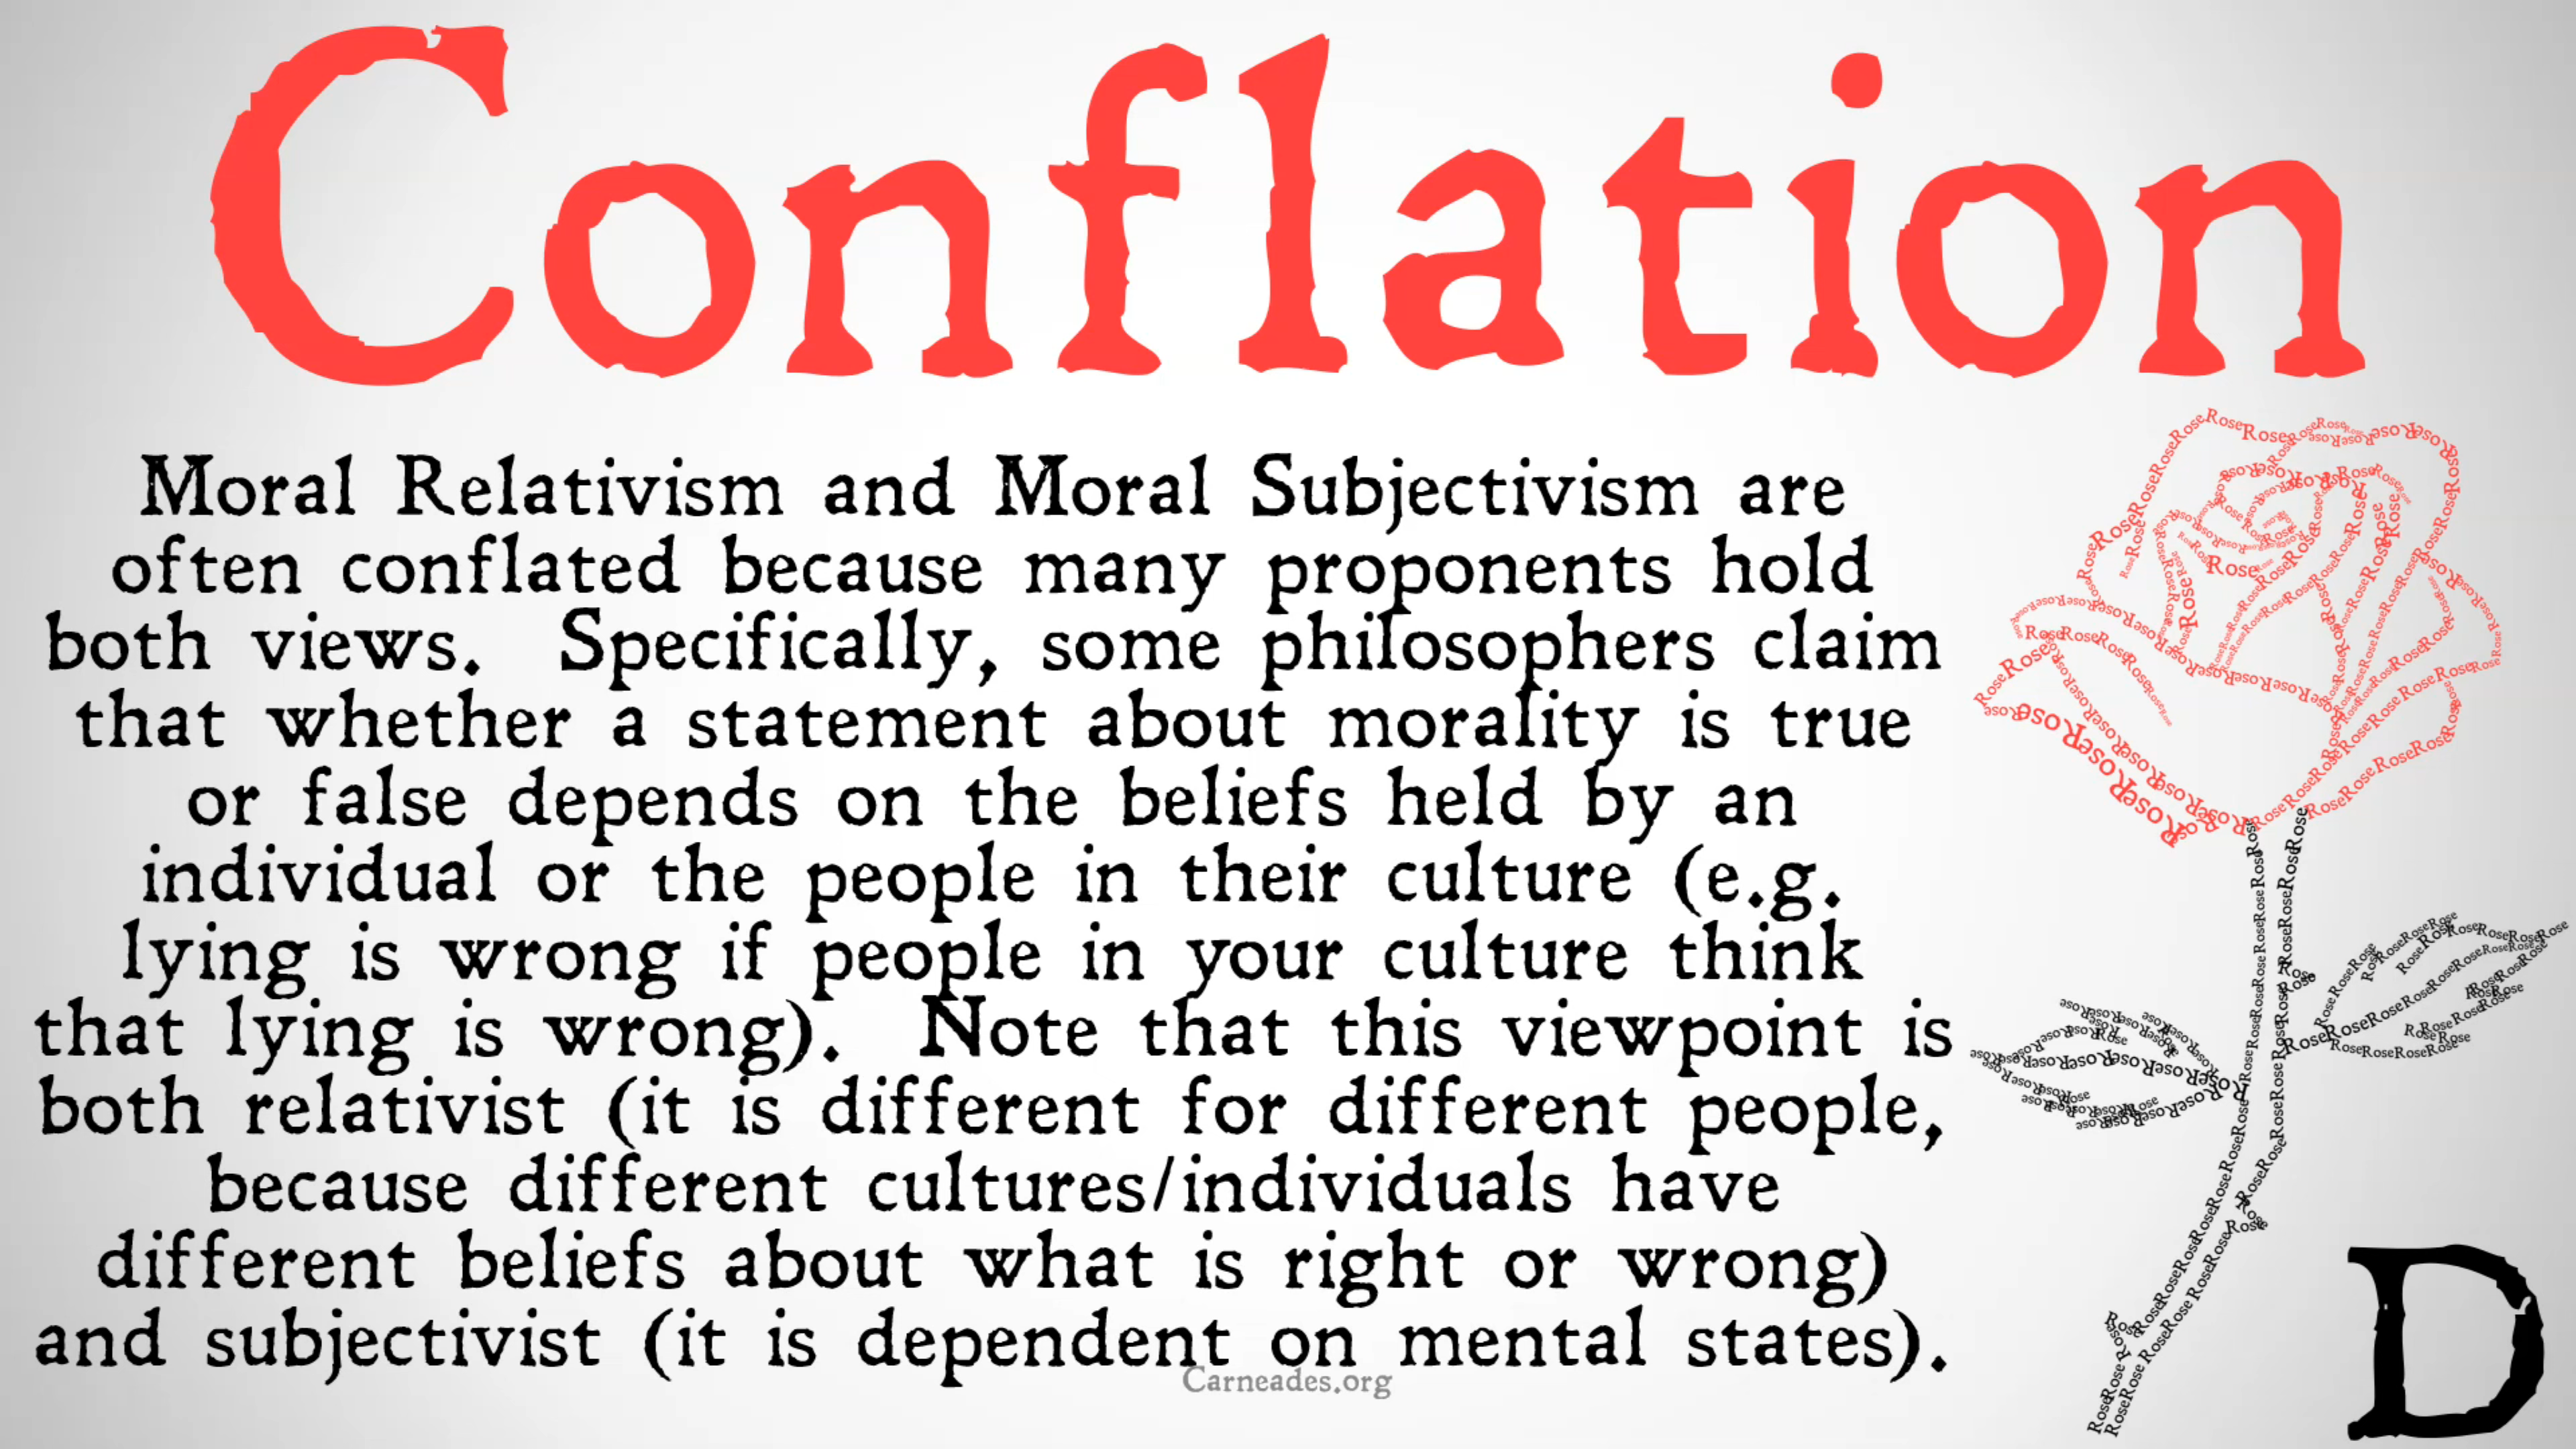 Conflation
Moral Relativism and Moral Subjectivism are
often conflated because many proponents hold
both views. Specifically, some philosophers claim
that whether a statement about morality is true
or false depends on the beliefs held by an
individual or the people in their culture (e.g.
lying is wrong if people in your culture think
that lying is wrong). Note that this viewpoint is
both relativist (it is different for different people,
because different cultures/individuals have
different beliefs about what is right or wrong)
and subjectivist (it is dependent on mental states).
Carneades.org
Rose
D